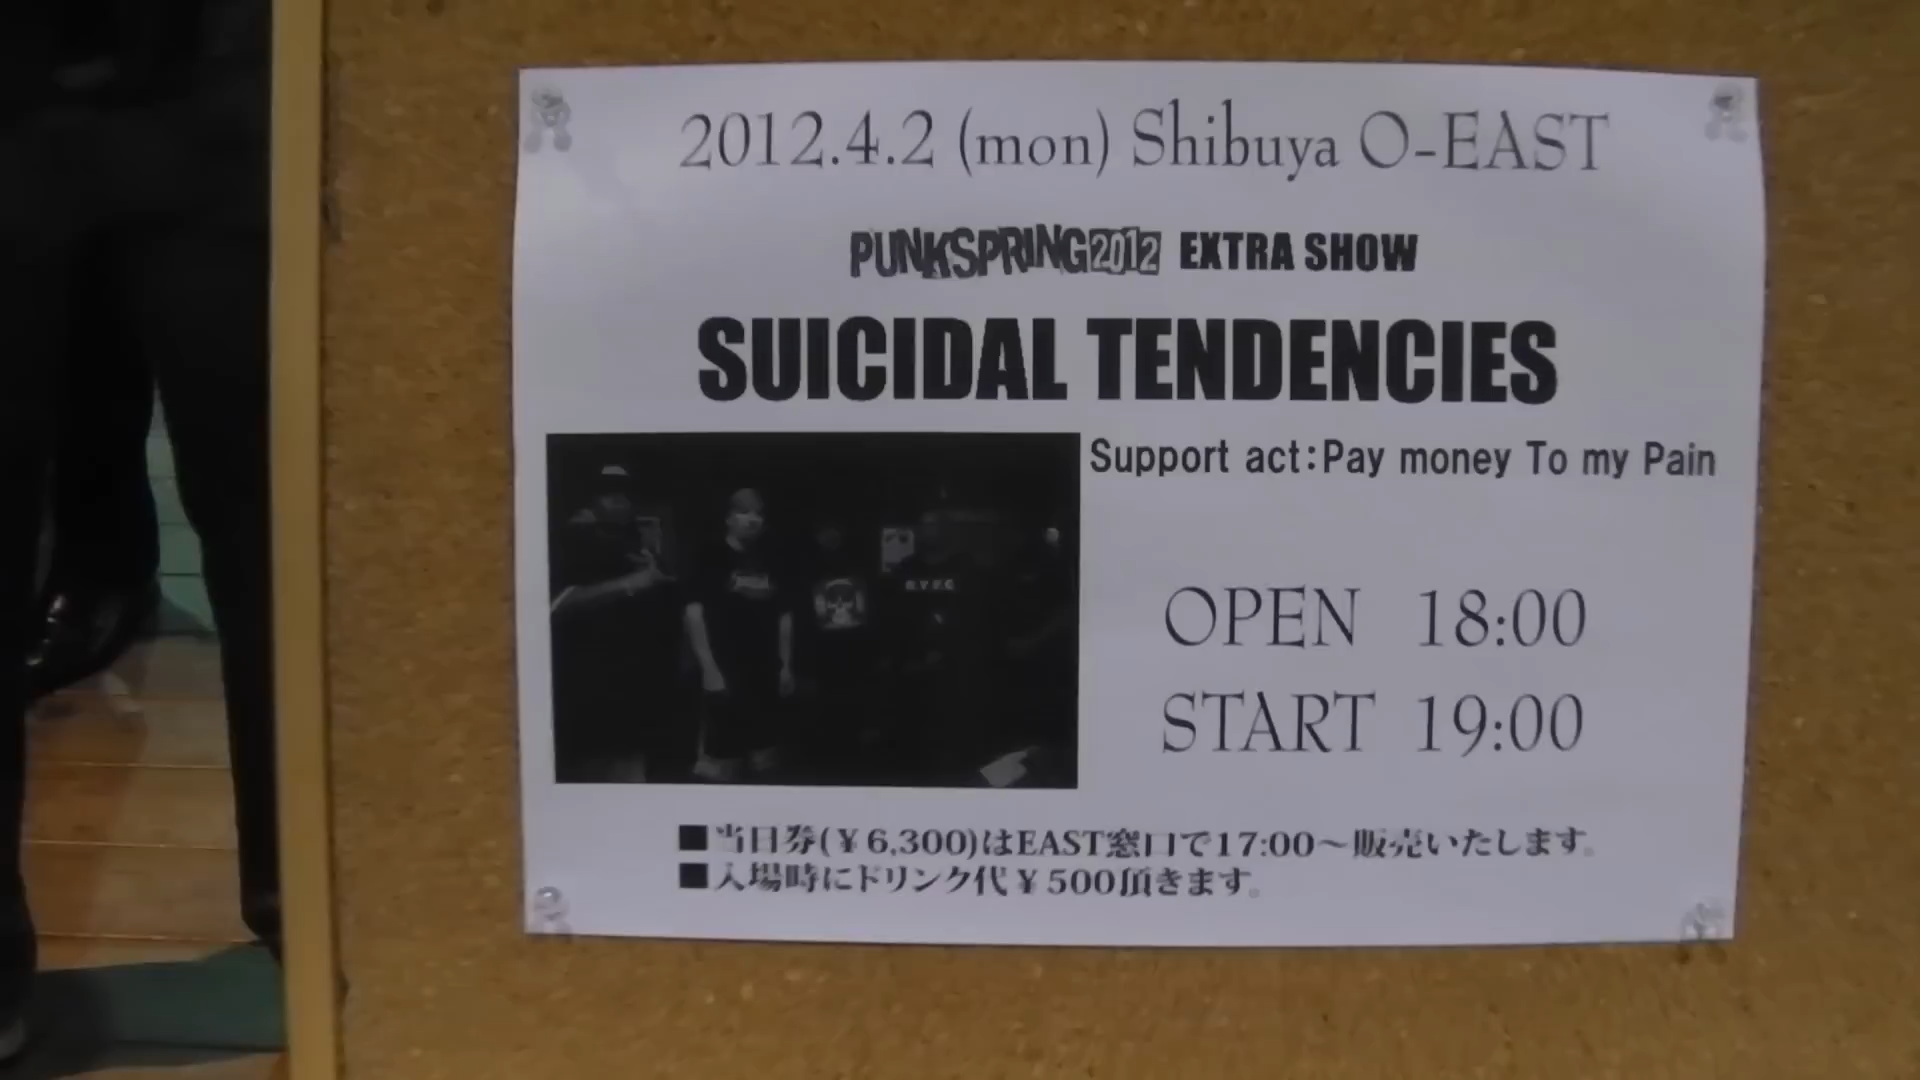 2012.4.2 (mon) Shibuya O-EAST
PUNKSPRING2012 EXTRA SHOW
SUICIDAL TENDENCIES
Support act:Pay money To my Pain
OPEN 18:00
START 19:00
■当日券(¥6,300)はEAST窓口で17:00～販売いたします。
■入場時にドリンク代¥500頂きます。